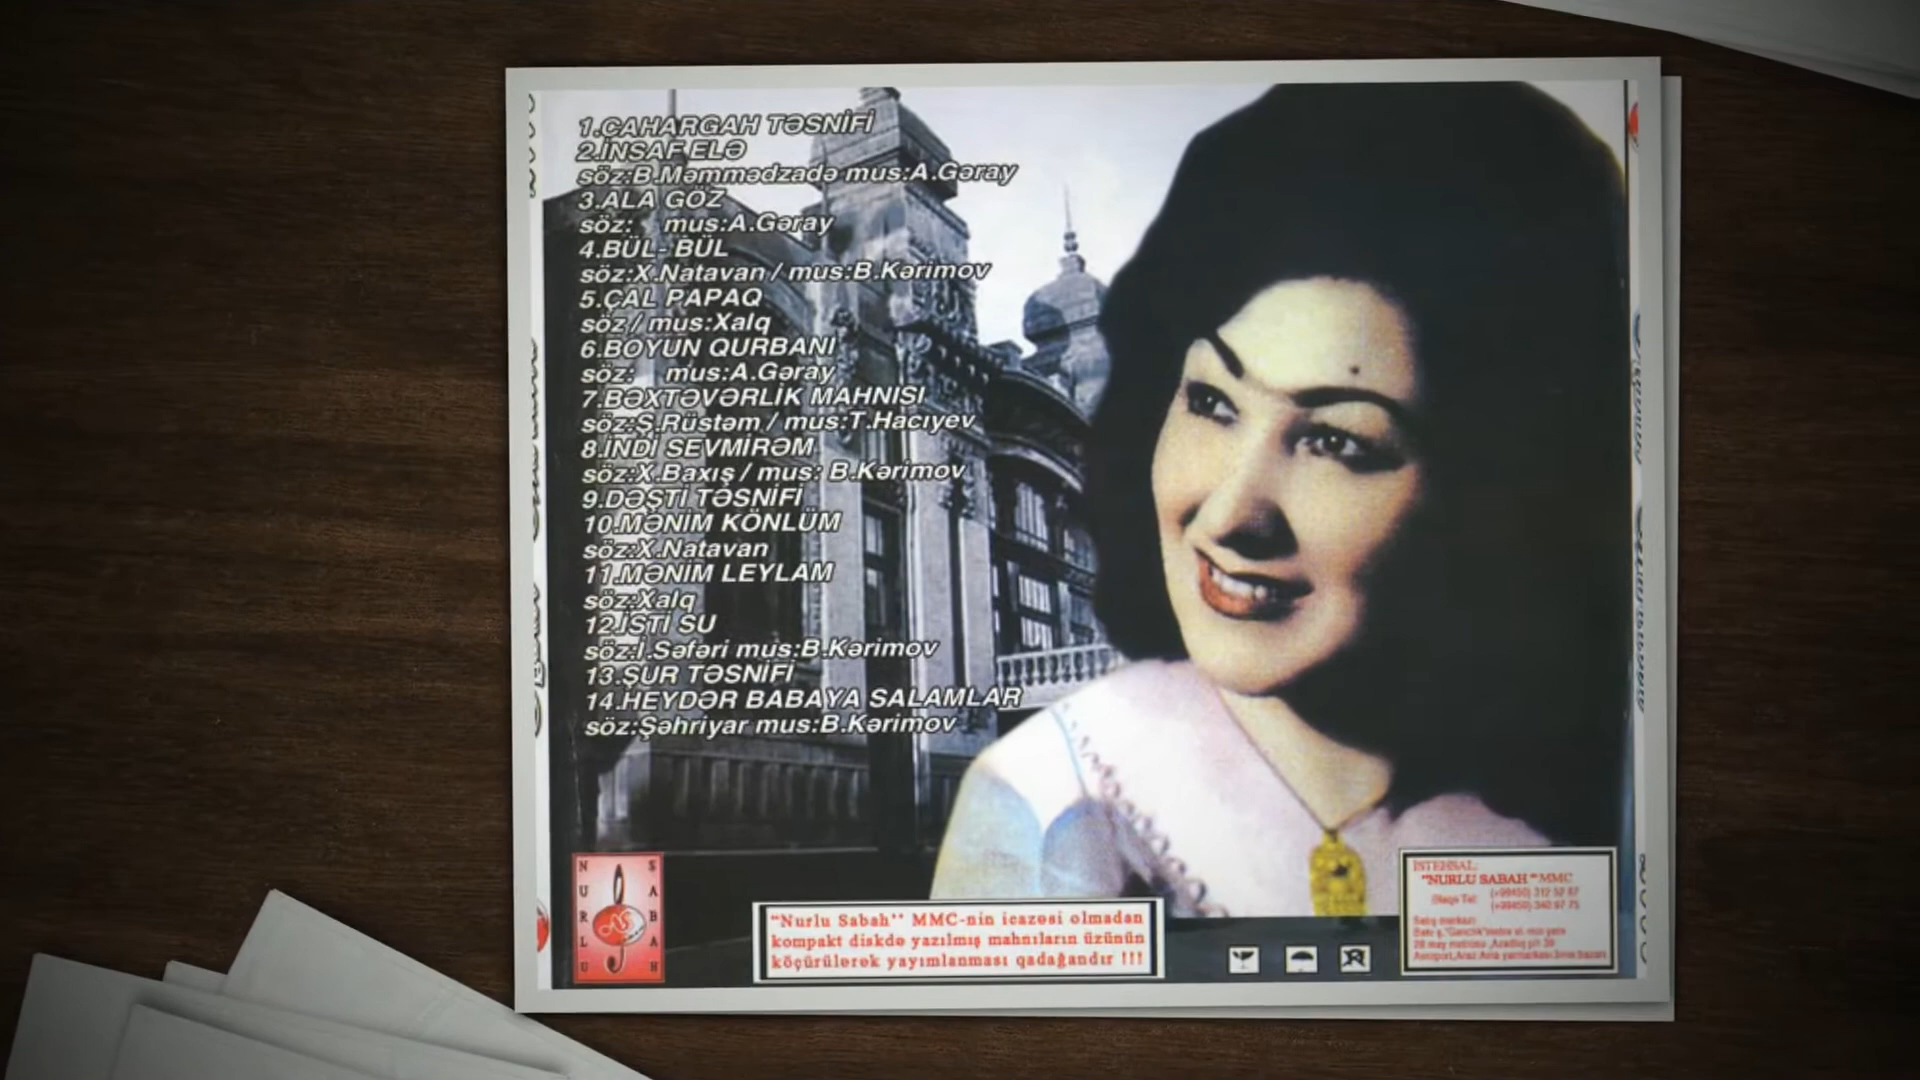 1.ÇAHARGAH TƏSNİFİ
2.İNSAF ELƏ
söz:B.Məmmədzadə mus:A.Gəray
3.ALA GÖZ
söz: mus:A.Gəray
4.BÜL- BÜL
söz:X.Natavan / mus:B.Kərimov
5.ÇAL PAPAQ
söz / mus:Xalq
6.BOYUN QURBANI
söz: mus:A.Gəray
7.BƏXTƏVƏRLİK MAHNISI
söz:S.Rüstəm / mus:T.Hacıyev
8.İNDİ SEVMİRƏM
söz:X.Baxış / mus: B.Kərimov
9.DƏŞTİ TƏSNİFİ
10.MƏNİM KÖNLÜM
söz:X.Natavan
11.MƏNİM LEYLAM
söz:Xalq
12.İSTİ SU
söz:İ.Səfəri mus:B.Kərimov
13.ŞUR TƏSNİFİ
14.HEYDƏR BABAYA SALAMLAR
söz:Şəhriyar mus:B.Kərimov
NURLU SABAH
"Nurlu Sabah'' MMC-nin icazəsi olmadan
kompakt diskdə yazılmış mahnıların üzünün
köçürülərək yayımlanması qadağandır !!!
İSTEHSAL:
"NURLU SABAH" MMC